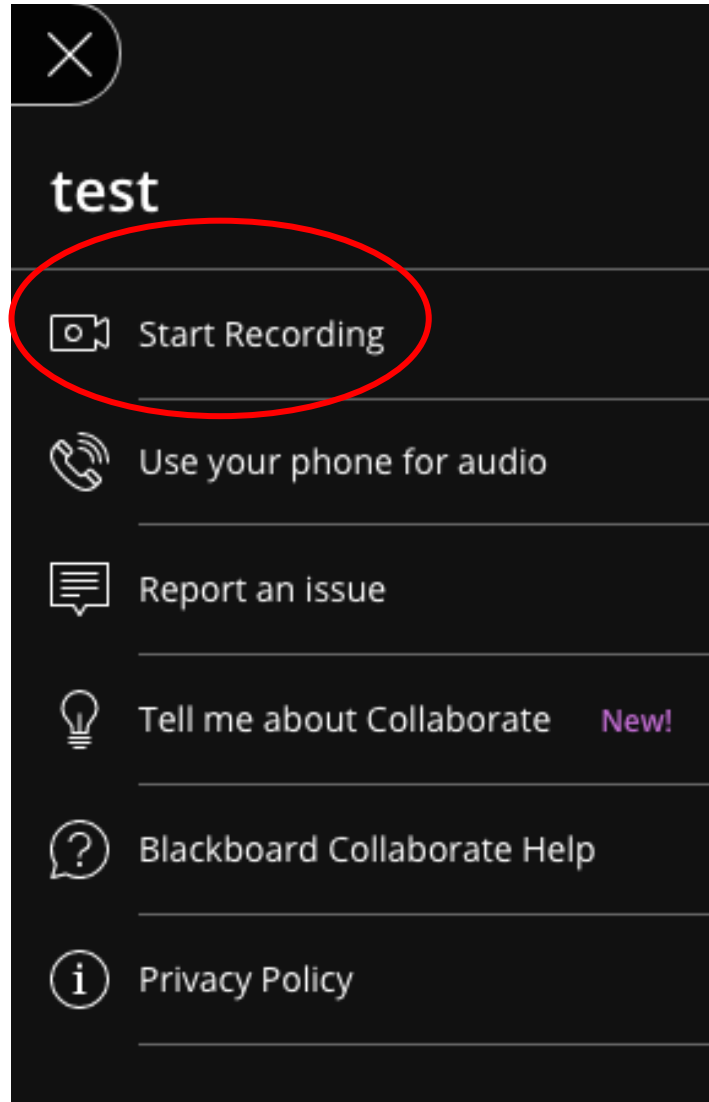 test
Start Recording
Use your phone for audio
Report an issue
Tell me about Collaborate New!
Blackboard Collaborate Help
Privacy Policy